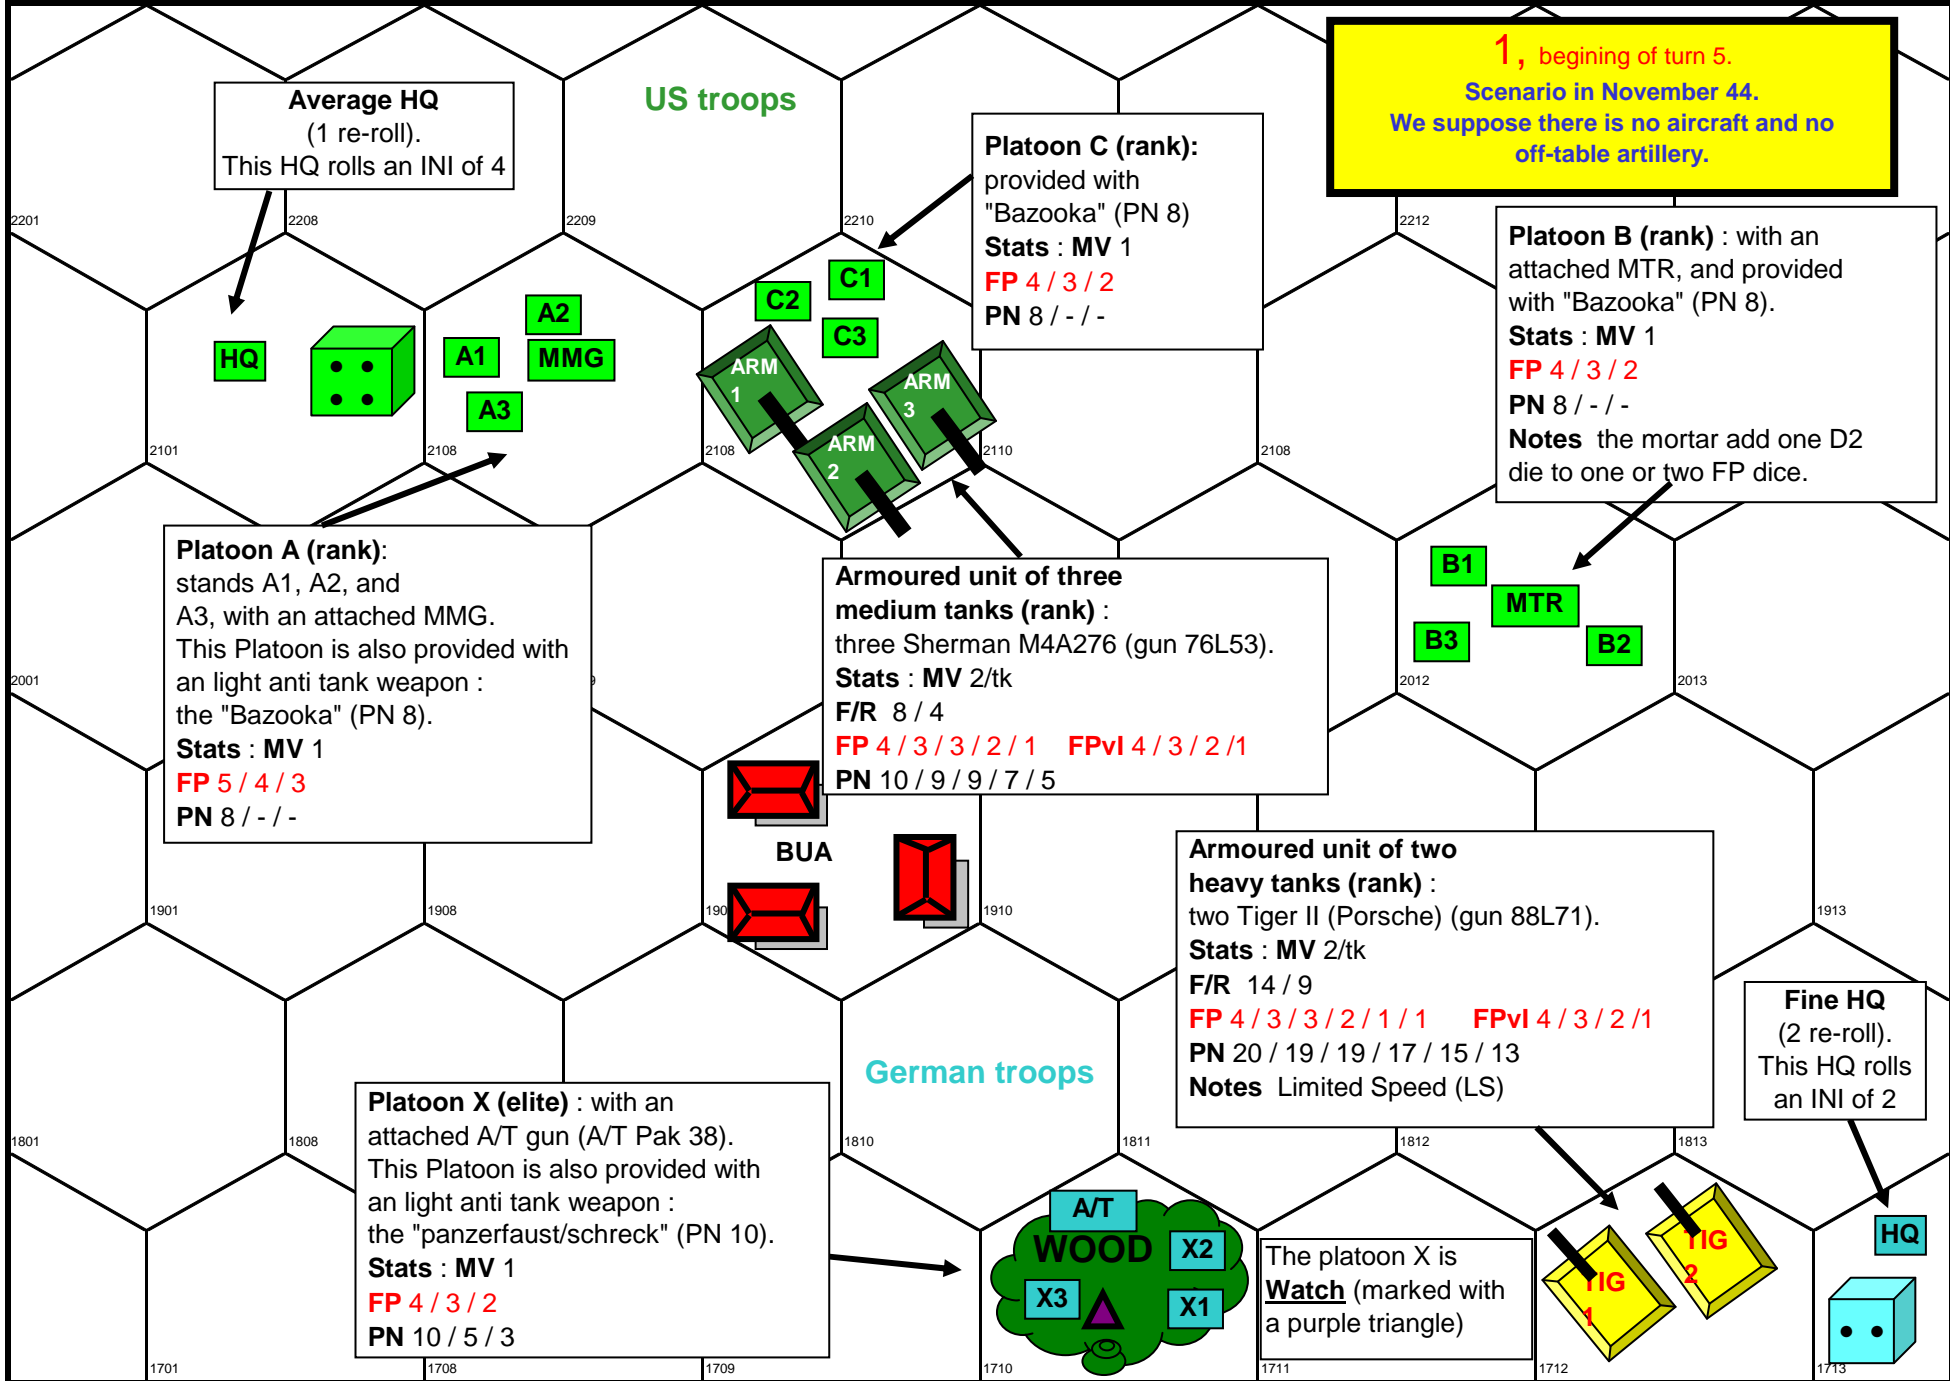 1, begining of turn 5.
Scenario in November 44.
We suppose there is no aircraft and no
off-table artillery.
US troops
Average HQ
(1 re-roll).
This HQ rolls an INI of 4
Platoon C (rank):
provided with
"Bazooka" (PN 8)
Stats : MV 1
FP 4 / 3 / 2
PN 8 / - / -
Platoon B (rank) : with an
attached MTR, and provided
with "Bazooka" (PN 8).
Stats : MV 1
FP 4 / 3 / 2
PN 8 / - / -
Notes the mortar add one D2
die to one or two FP dice.
2201
2208
2209
2210
2212
HQ
A1
A2
MMG
A3
C1
C2
C3
ARM
1
ARM
2
ARM
3
2101
2108
2108
2110
2108
Platoon A (rank):
stands A1, A2, and
A3, with an attached MMG.
This Platoon is also provided with
an light anti tank weapon :
the "Bazooka" (PN 8).
Stats : MV 1
FP 5 / 4 / 3
PN 8 / - / -
Armoured unit of three
medium tanks (rank) :
three Sherman M4A276 (gun 76L53).
Stats : MV 2/tk
F/R 8 / 4
FP 4 / 3 / 3 / 2 / 1 FPvI 4 / 3 / 2 /1
PN 10 / 9 / 9 / 7 / 5
B1
MTR
B3
B2
2001
2012
2013
BUA
1901
1908
190
1910
1913
Armoured unit of two
heavy tanks (rank) :
two Tiger II (Porsche) (gun 88L71).
Stats : MV 2/tk
F/R 14 / 9
FP 4 / 3 / 3 / 2 / 1 / 1 FPvI 4 / 3 / 2 /1
PN 20 / 19 / 19 / 17 / 15 / 13
Notes Limited Speed (LS)
Fine HQ
(2 re-roll).
This HQ rolls
an INI of 2
German troops
Platoon X (elite) : with an
attached A/T gun (A/T Pak 38).
This Platoon is also provided with
an light anti tank weapon :
the "panzerfaust/schreck" (PN 10).
Stats : MV 1
FP 4 / 3 / 2
PN 10 / 5 / 3
1801
1808
1810
1811
1812
1813
A/T
WOOD
X2
X3
X1
The platoon X is
Watch (marked with
a purple triangle)
TIG
1
TIG
2
HQ
1701
1708
1709
1710
1711
1712
1713